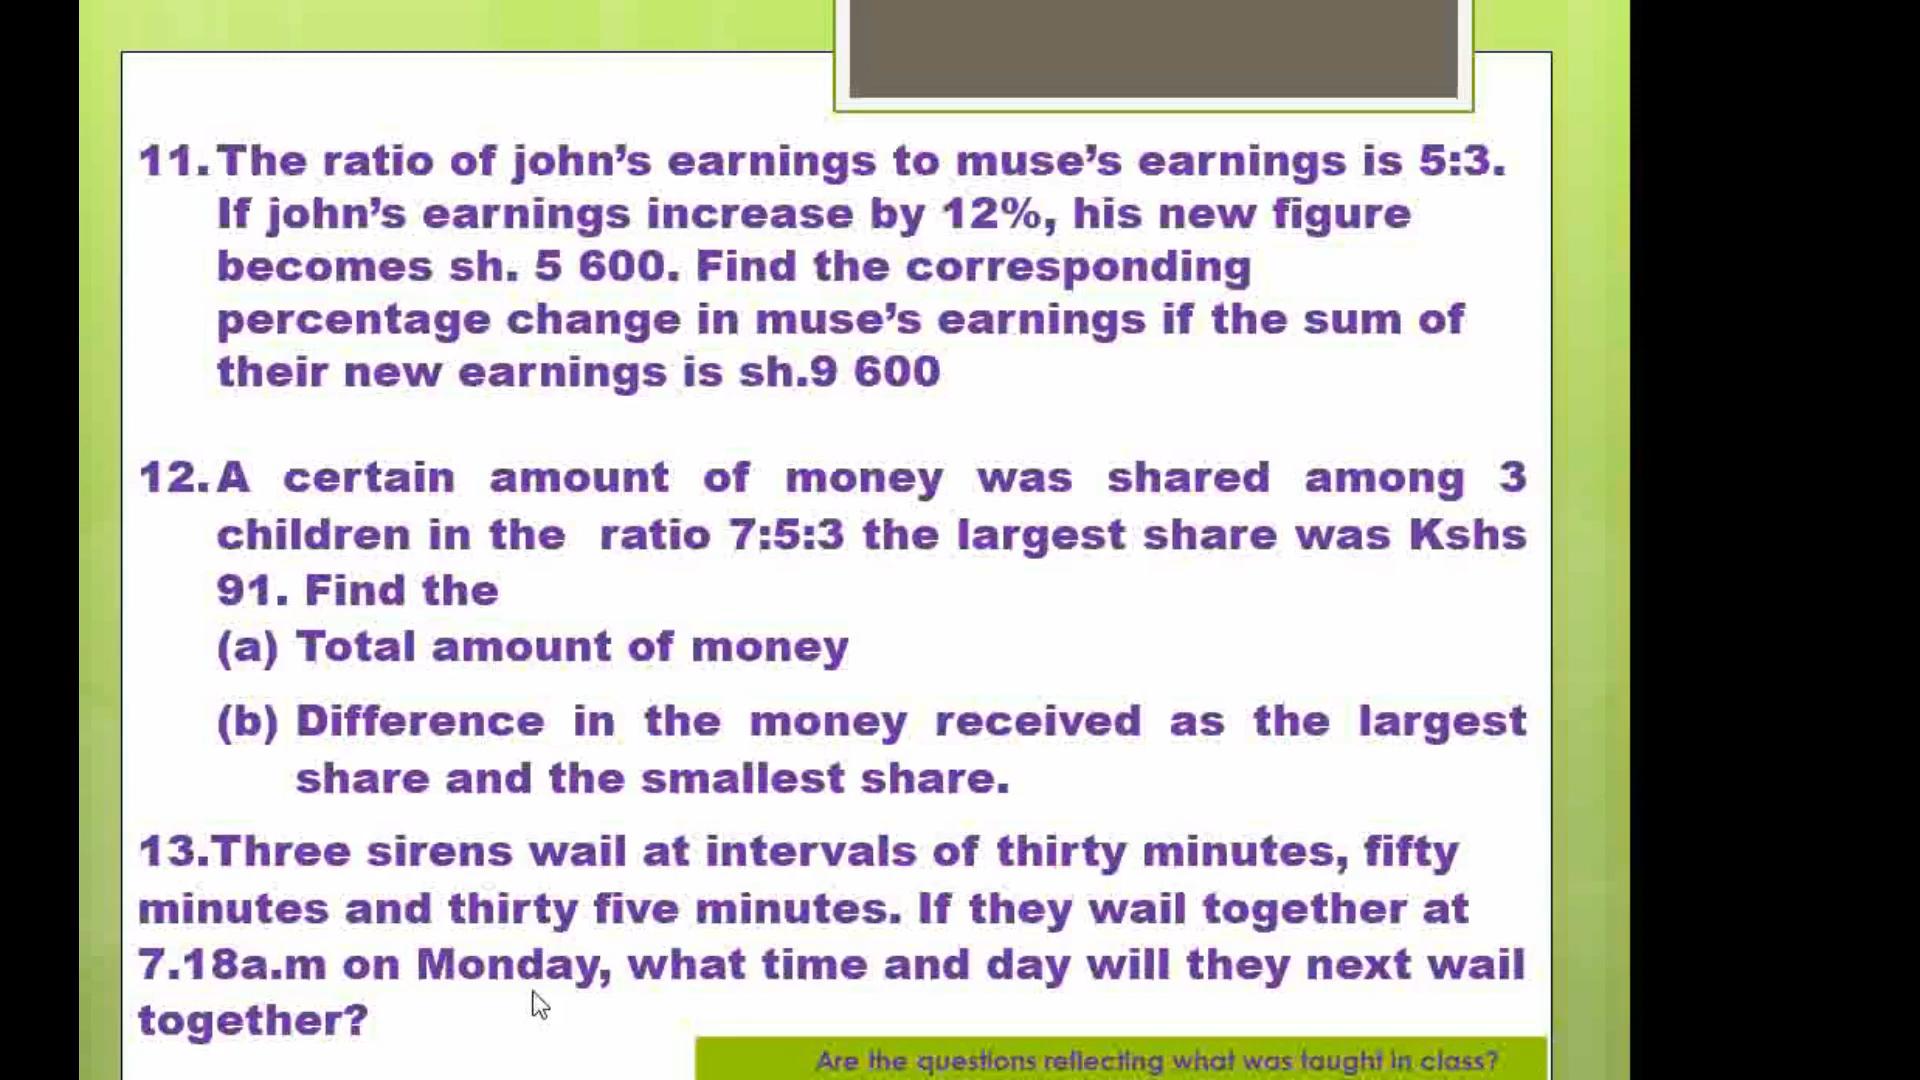 11. The ratio of john's earnings to muse's earnings is 5:3.
If john's earnings increase by 12%, his new figure
becomes sh. 5 600. Find the corresponding
percentage change in muse's earnings if the sum of
their new earnings is sh.9 600
12. A certain amount of money was shared among 3
children in the ratio 7:5:3 the largest share was Kshs
91. Find the
(a) Total amount of money
(b) Difference in the money received as the largest
share and the smallest share.
13.Three sirens wail at intervals of thirty minutes, fifty
minutes and thirty five minutes. If they wail together at
7.18a.m on Monday, what time and day will they next wail
together?
Are the questions reflecting what was taught in class?